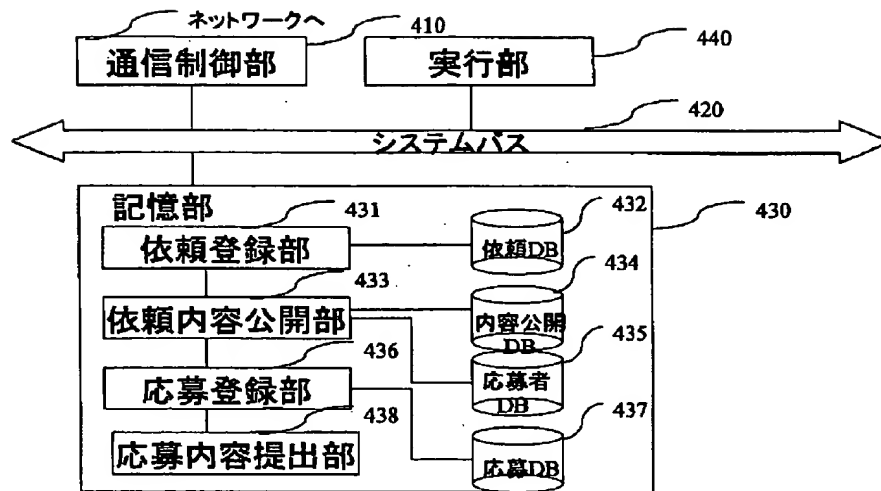 ネットワークへ
410
通信制御部
440
実行部
420
システムバス
430
記憶部
431
依頼登録部
432
依頼DB
433
依頼内容公開部
434
内容公開
DB
435
応募者
DB
436
応募登録部
437
応募DB
438
応募内容提出部